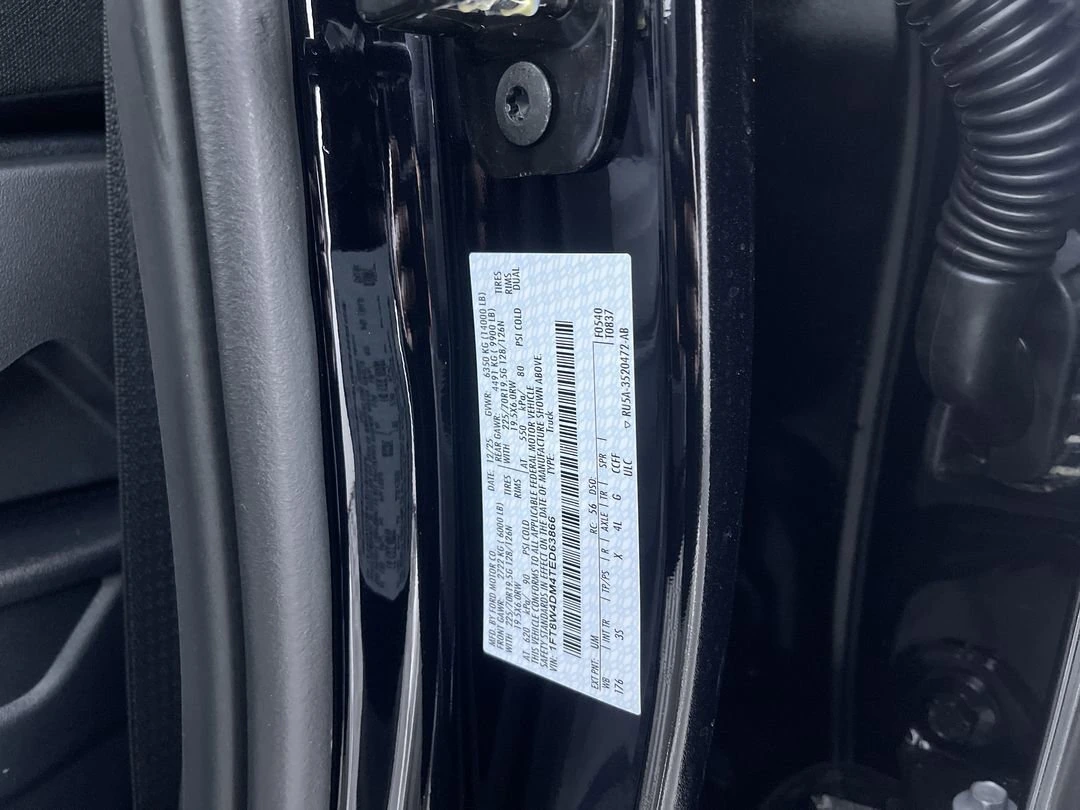 MFD. BY FORD MOTOR CO. DATE: 12/25 GVWR: 6350 KG (14000 LB)
FRONT GAWR: 2722 KG ( 6000 LB) REAR GAWR: 4491 KG ( 9900 LB)
WITH 225/70R19.5G 128/126N TIRES WITH 225/70R19.5G 128/126N TIRES
19.5X6.0RW RIMS 19.5X6.0RW RIMS
AT 620 kPa/ 90 PSI COLD AT 550 kPa/ 80 PSI COLD DUAL
THIS VEHICLE CONFORMS TO ALL APPLICABLE FEDERAL MOTOR VEHICLE
SAFETY STANDARDS IN EFFECT ON THE DATE OF MANUFACTURE SHOWN ABOVE.
VIN: 1FT8W4DM4TED63866 TYPE: Truck
EXT PNT: UM RC: 56 DSO: F0540
WB INT TR TP/PS R AXLE TR SPR T0837
176 35 X 4L G CCFF
ULC ▽ RU5A-3520472-AB